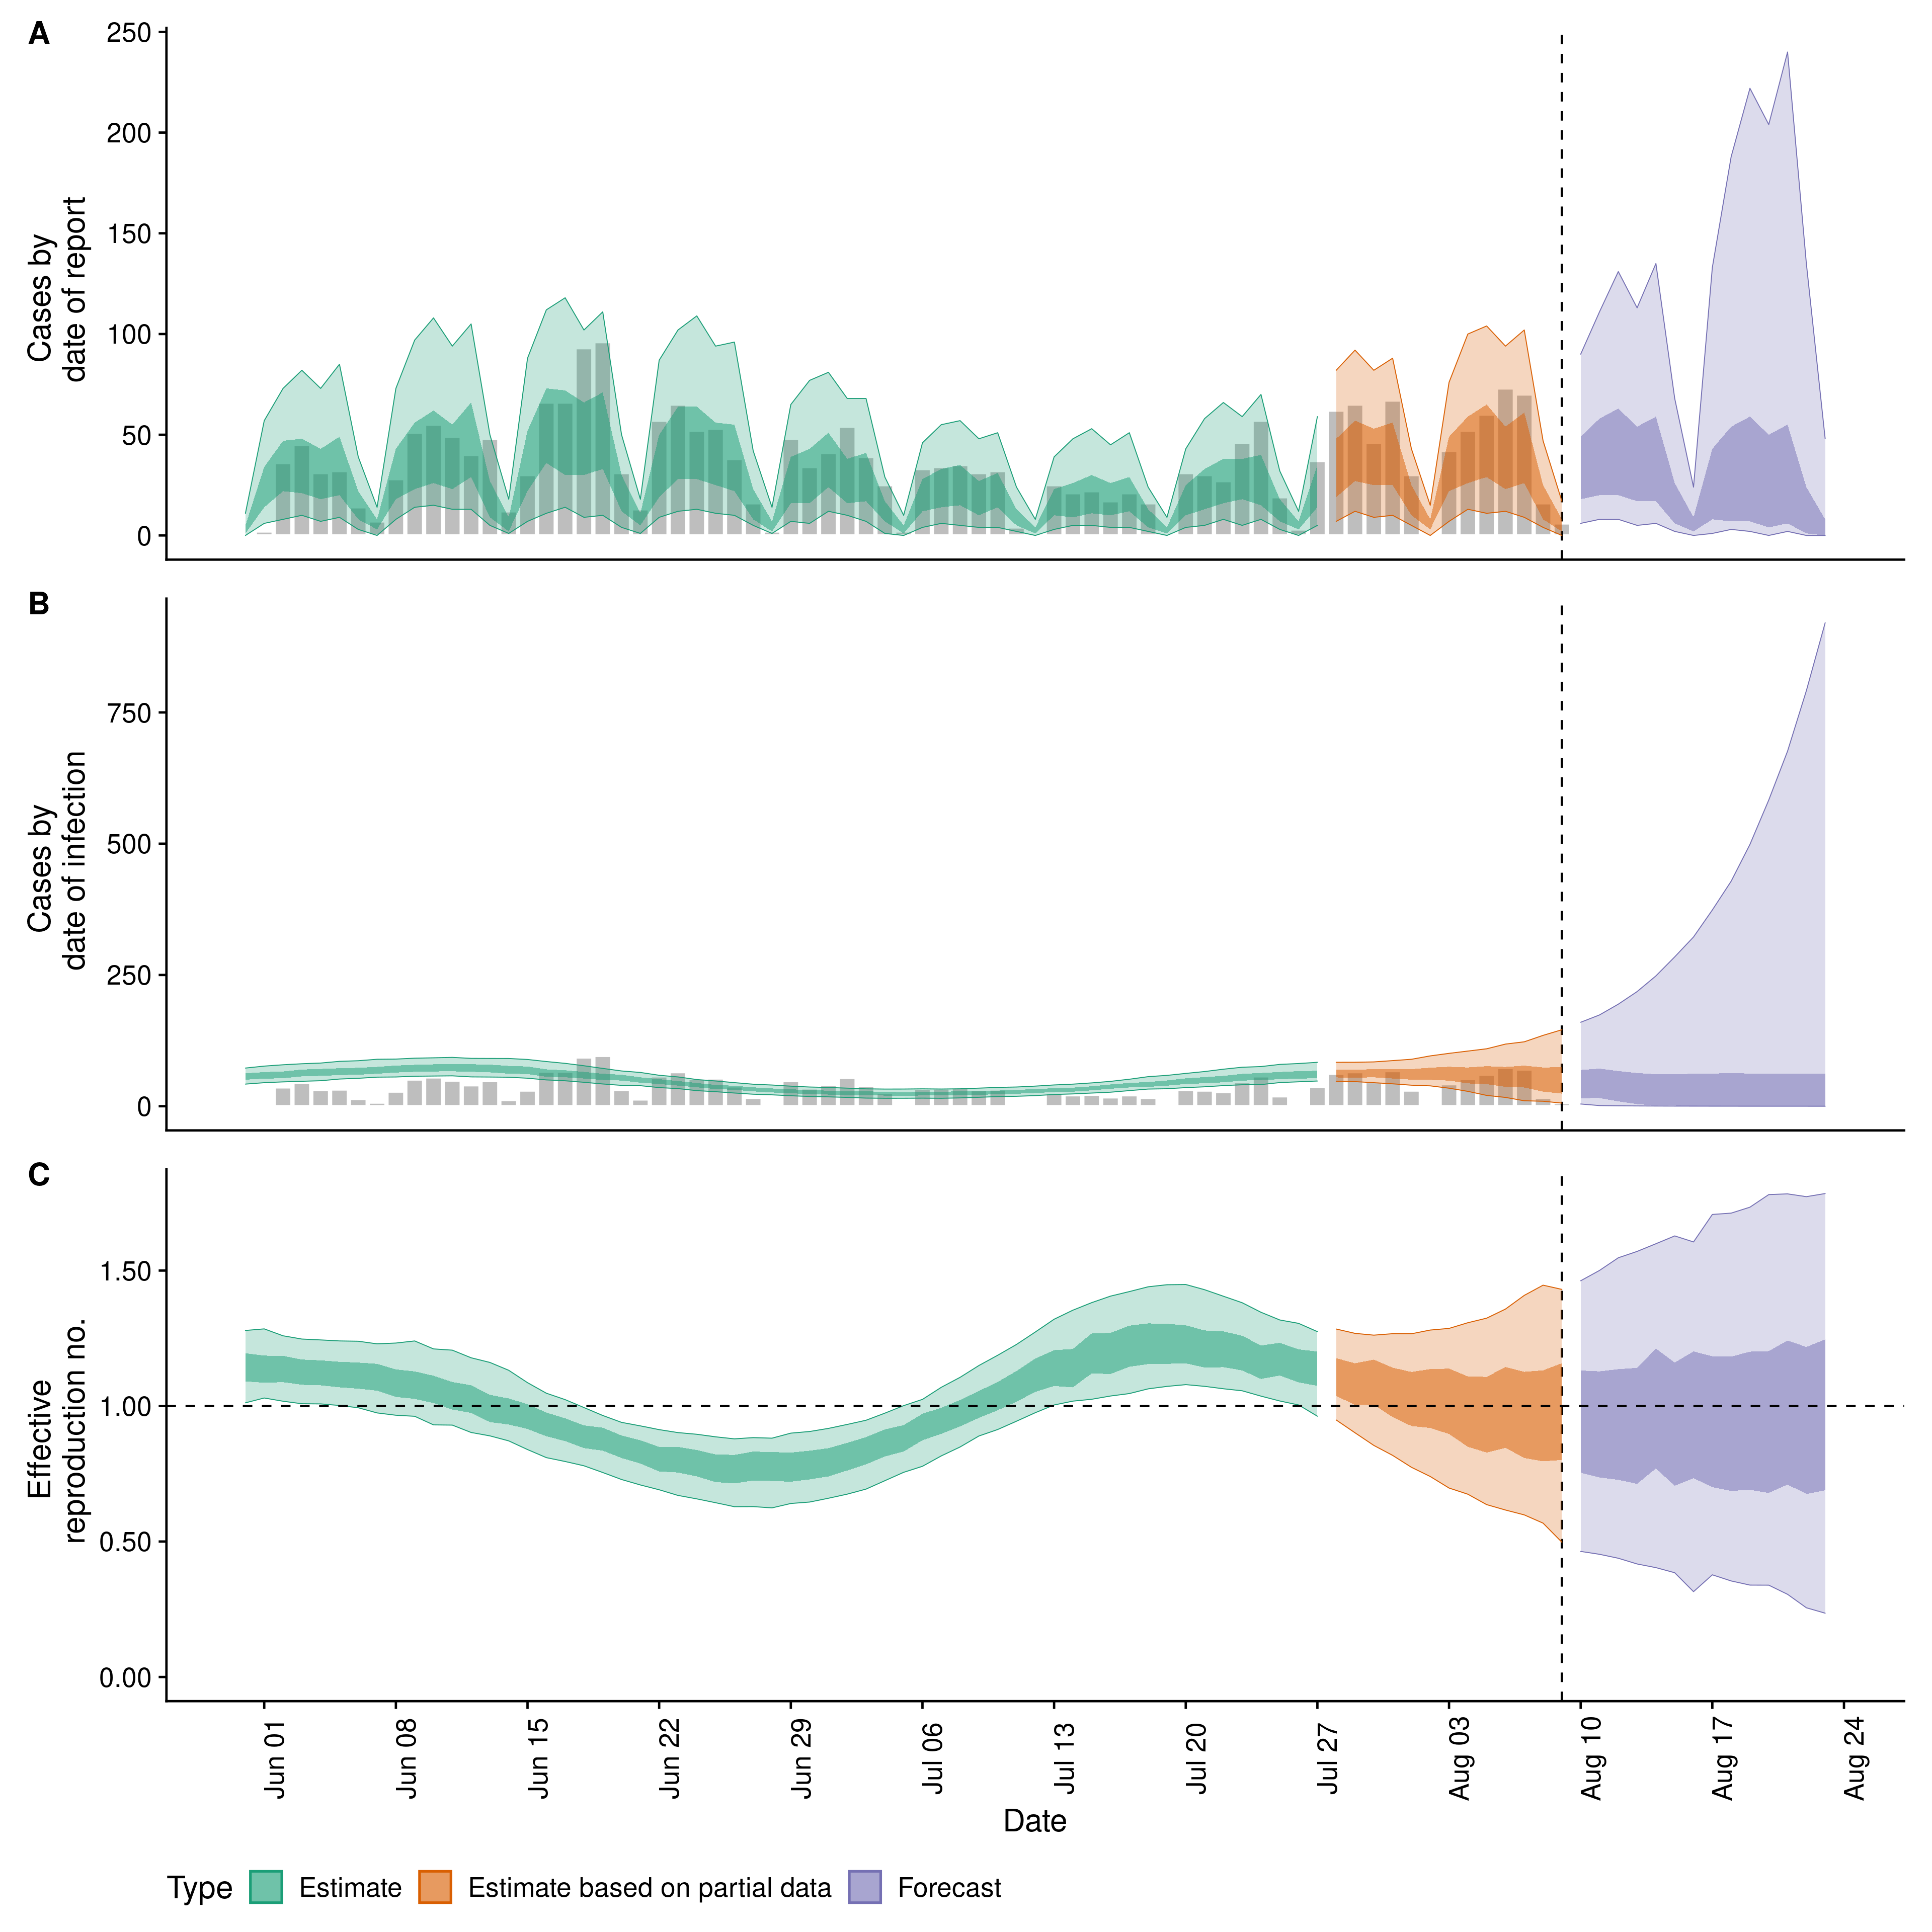 A
250
200
150
100
50
0
Cases by
date of report
B
750
500
250
0
Cases by
date of infection
C
1.50
1.00
0.50
0.00
Effective
reproduction no.
Jun 01
Jun 08
Jun 15
Jun 22
Jun 29
Jul 06
Jul 13
Jul 20
Jul 27
Aug 03
Aug 10
Aug 17
Aug 24
Date
Type Estimate Estimate based on partial data Forecast